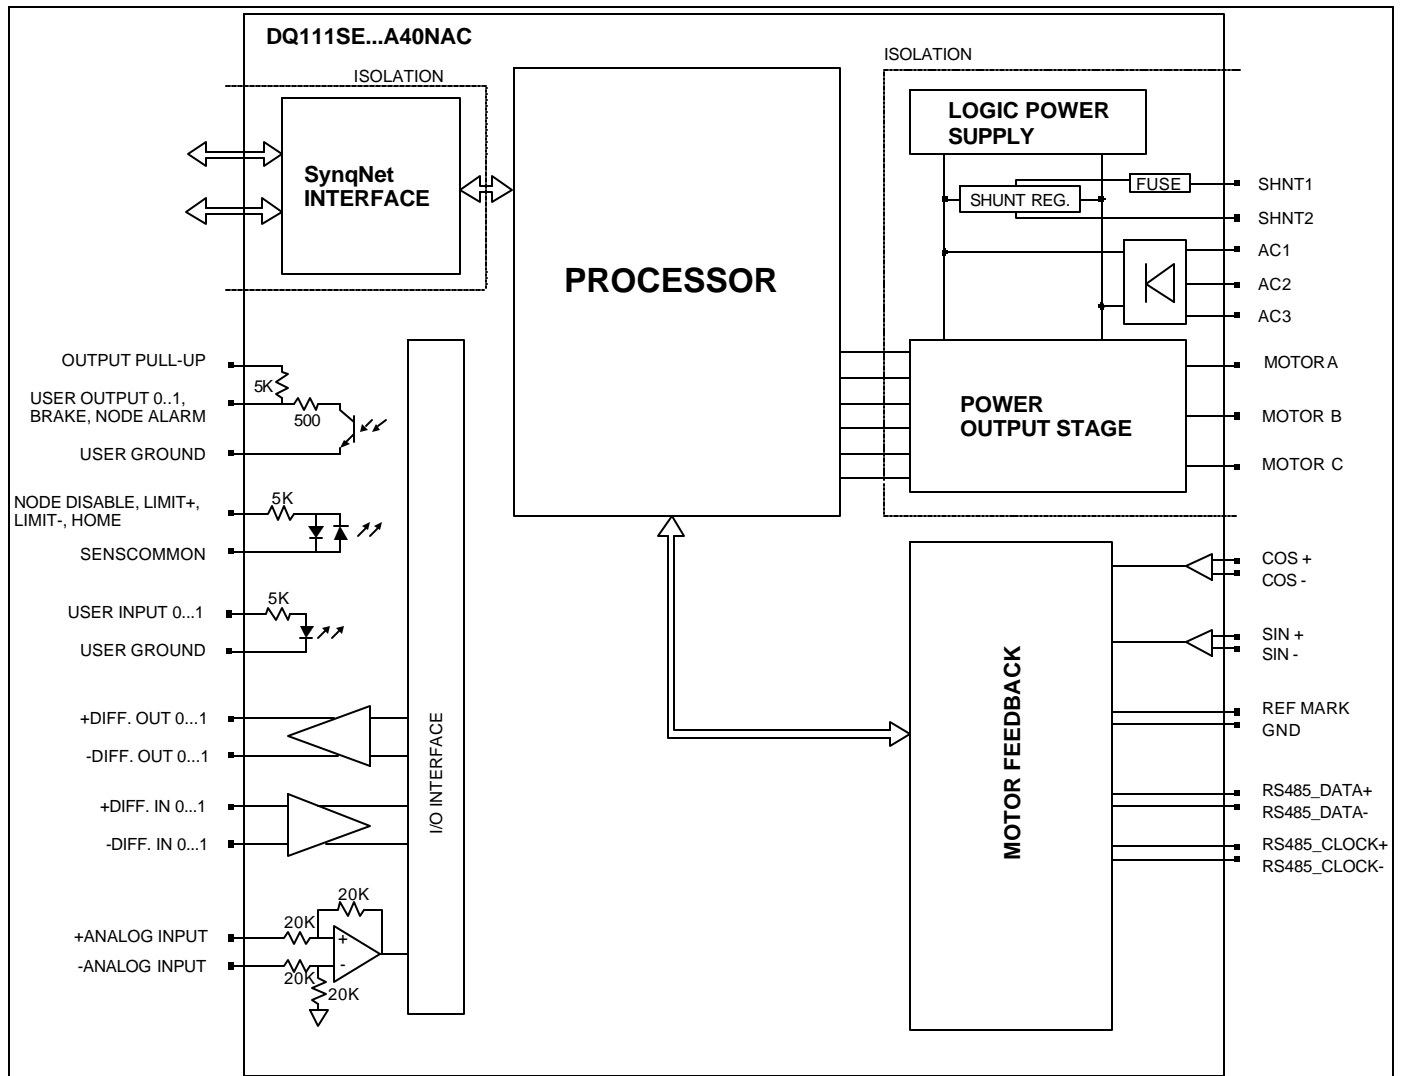 DQ111SE...A40NAC
ISOLATION
SynqNet
INTERFACE
PROCESSOR
ISOLATION
LOGIC POWER
SUPPLY
FUSE
SHUNT REG.
SHNT1
SHNT2
AC1
AC2
AC3
POWER
OUTPUT STAGE
MOTOR A
MOTOR B
MOTOR C
OUTPUT PULL-UP
5K
USER OUTPUT 0..1,
BRAKE, NODE ALARM
500
USER GROUND
NODE DISABLE, LIMIT+,
LIMIT-, HOME
5K
SENSCOMMON
USER INPUT 0...1
5K
USER GROUND
+DIFF. OUT 0...1
-DIFF. OUT 0...1
+DIFF. IN 0...1
-DIFF. IN 0...1
+ANALOG INPUT
-ANALOG INPUT
20K
20K
+
-
20K
20K
I/O INTERFACE
MOTOR FEEDBACK
COS +
COS -
SIN +
SIN -
REF MARK
GND
RS485_DATA+
RS485_DATA-
RS485_CLOCK+
RS485_CLOCK-